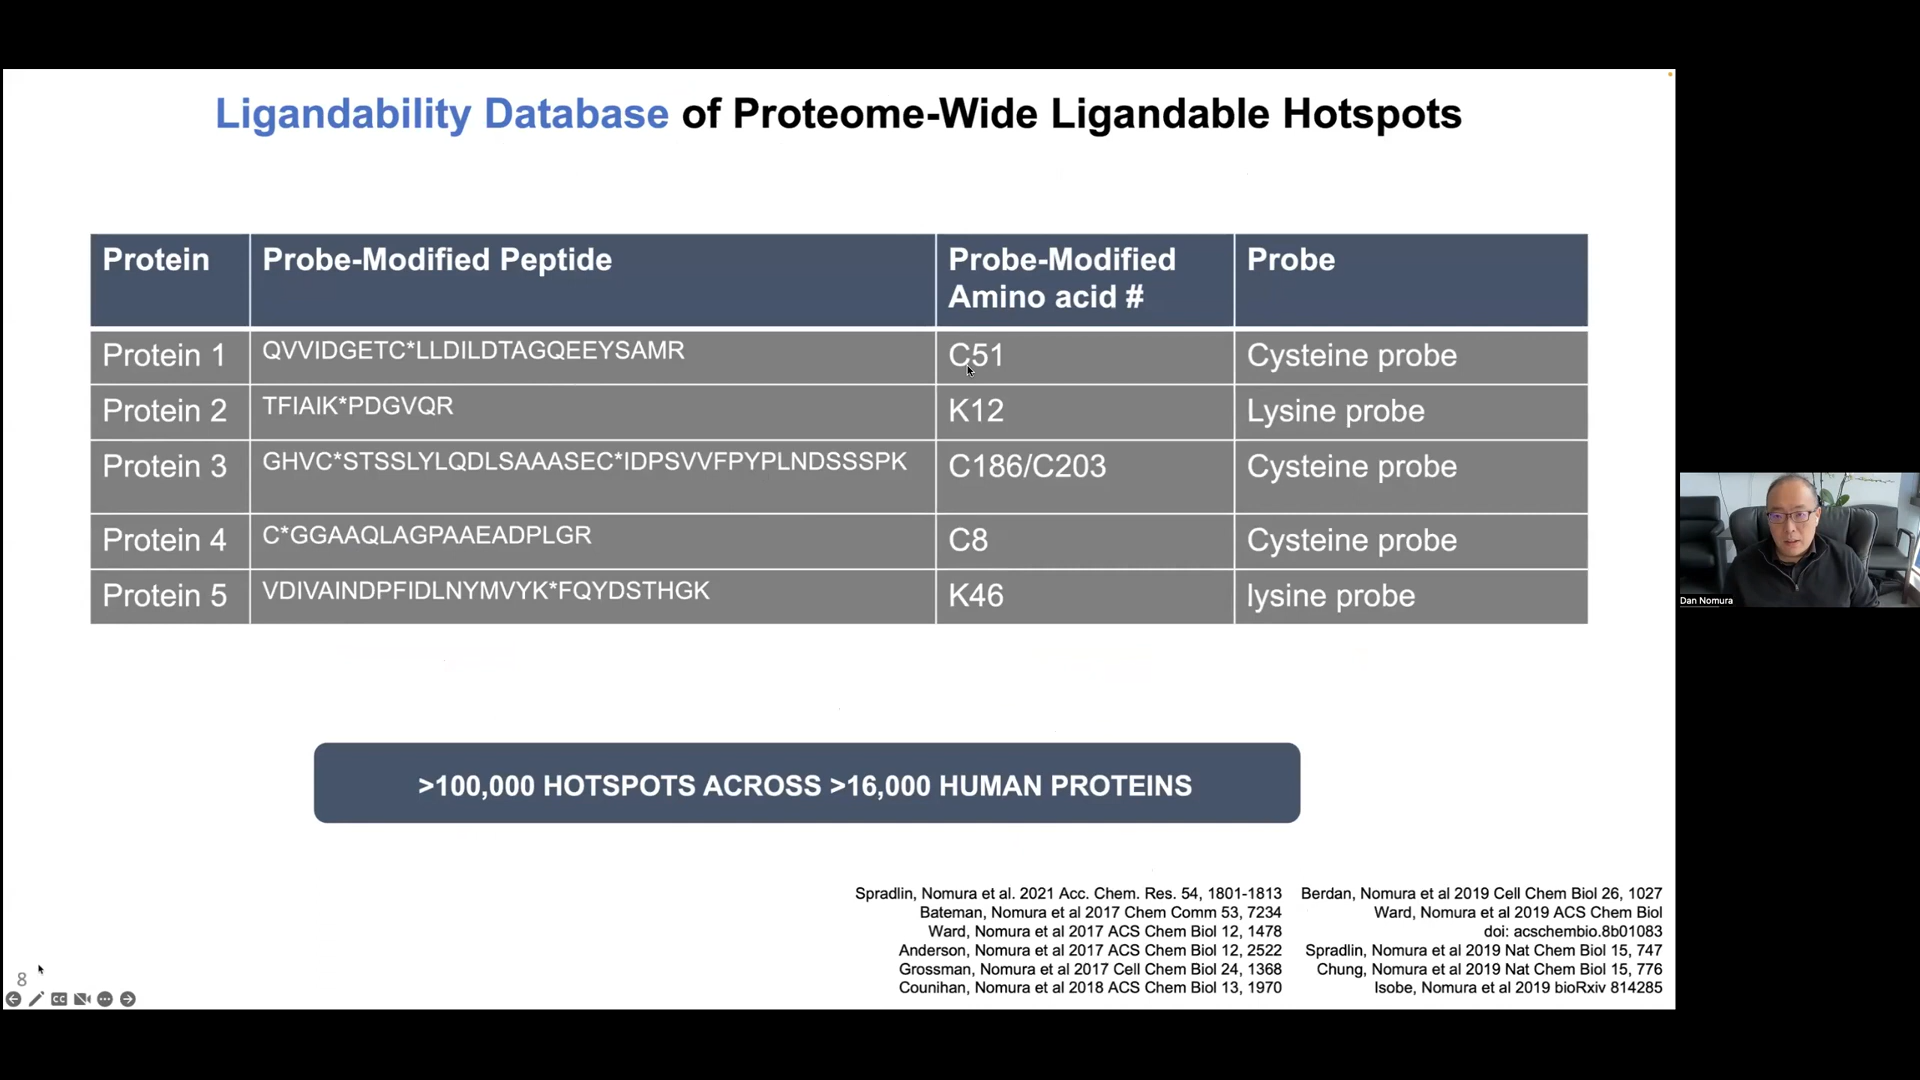 Ligandability Database of Proteome-Wide Ligandable Hotspots
Protein
Probe-Modified Peptide
Probe-Modified
Amino acid #
Probe
Protein 1
QVVIDGETC*LLDILDTAGQEEYSAMR
C51
Cysteine probe
Protein 2
TFIAIK*PDGVQR
K12
Lysine probe
Protein 3
GHVC*STSSLYLQDLSAAASEC*IDPSVVFPYPLNDSSSPK
C186/C203
Cysteine probe
Protein 4
C*GGAAQLAGPAAEADPLGR
C8
Cysteine probe
Protein 5
VDIVAINDPFIDLNYMVYK*FQYDSTHGK
K46
lysine probe
>100,000 HOTSPOTS ACROSS >16,000 HUMAN PROTEINS
Spradlin, Nomura et al. 2021 Acc. Chem. Res. 54, 1801-1813
Bateman, Nomura et al 2017 Chem Comm 53, 7234
Ward, Nomura et al 2017 ACS Chem Biol 12, 1478
Anderson, Nomura et al 2017 ACS Chem Biol 12, 2522
Grossman, Nomura et al 2017 Cell Chem Biol 24, 1368
Counihan, Nomura et al 2018 ACS Chem Biol 13, 1970
Berdan, Nomura et al 2019 Cell Chem Biol 26, 1027
Ward, Nomura et al 2019 ACS Chem Biol
doi: acschembio.8b01083
Spradlin, Nomura et al 2019 Nat Chem Biol 15, 747
Chung, Nomura et al 2019 Nat Chem Biol 15, 776
Isobe, Nomura et al 2019 bioRxiv 814285
8
CC
Dan Nomura